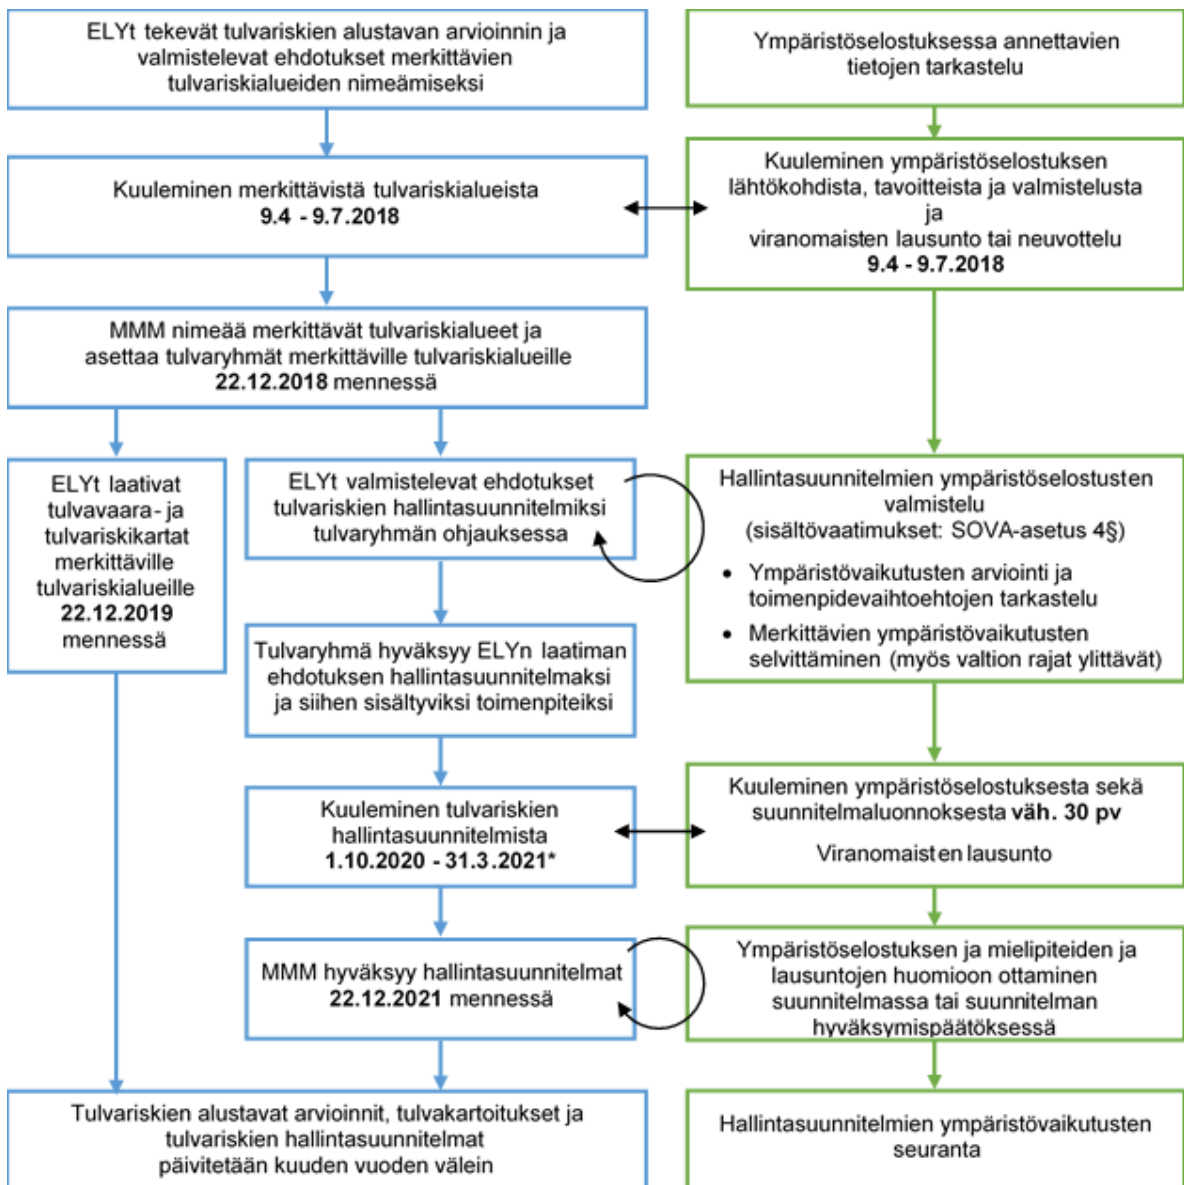 ELYt tekevät tulvariskien alustavan arvioinnin ja
valmistelevat ehdotukset merkittävien
tulvariskialueiden nimeämiseksi
Ympäristöselostuksessa annettavien
tietojen tarkastelu
Kuuleminen merkittävistä tulvariskialueista
9.4 - 9.7.2018
Kuuleminen ympäristöselostuksen
lähtökohdista, tavoitteista ja valmistelusta
ja
viranomaisten lausunto tai neuvottelu
9.4 - 9.7.2018
MMM nimeää merkittävät tulvariskialueet ja
asettaa tulvaryhmät merkittäville tulvariskialueille
22.12.2018 mennessä
ELYt laativat
tulvavaara- ja
tulvariskikartat
merkittäville
tulvariskialueille
22.12.2019
mennessä
ELYt valmistelevat ehdotukset
tulvariskien hallintasuunnitelmiksi
tulvaryhmän ohjauksessa
Hallintasuunnitelmien ympäristöselostusten
valmistelu
(sisältövaatimukset: SOVA-asetus 4§)
• Ympäristövaikutusten arviointi ja
toimenpidevaihtoehtojen tarkastelu
• Merkittävien ympäristövaikutusten
selvittäminen (myös valtion rajat ylittävät)
Tulvaryhmä hyväksyy ELYn laatiman
ehdotuksen hallintasuunnitelmaksi
ja siihen sisältyviksi toimenpiteiksi
Kuuleminen tulvariskien
hallintasuunnitelmista
1.10.2020 - 31.3.2021*
Kuuleminen ympäristöselostuksesta sekä
suunnitelmaluonnoksesta väh. 30 pv
Viranomaisten lausunto
MMM hyväksyy hallintasuunnitelmat
22.12.2021 mennessä
Ympäristöselostuksen ja mielipiteiden ja
lausuntojen huomioon ottaminen
suunnitelmassa tai suunnitelman
hyväksymispäätöksessä
Tulvariskien alustavat arvioinnit, tulvakartoitukset ja
tulvariskien hallintasuunnitelmat
päivitetään kuuden vuoden välein
Hallintasuunnitelmien ympäristövaikutusten
seuranta